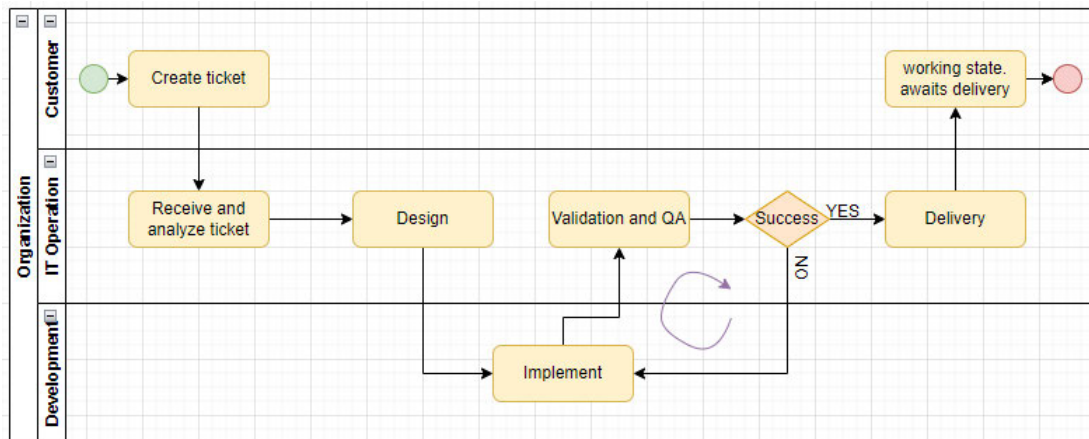 Organization
Customer
Create ticket
working state.
awaits delivery
IT Operation
Receive and
analyze ticket
Design
Validation and QA
Success
YES
NO
Delivery
Development
Implement